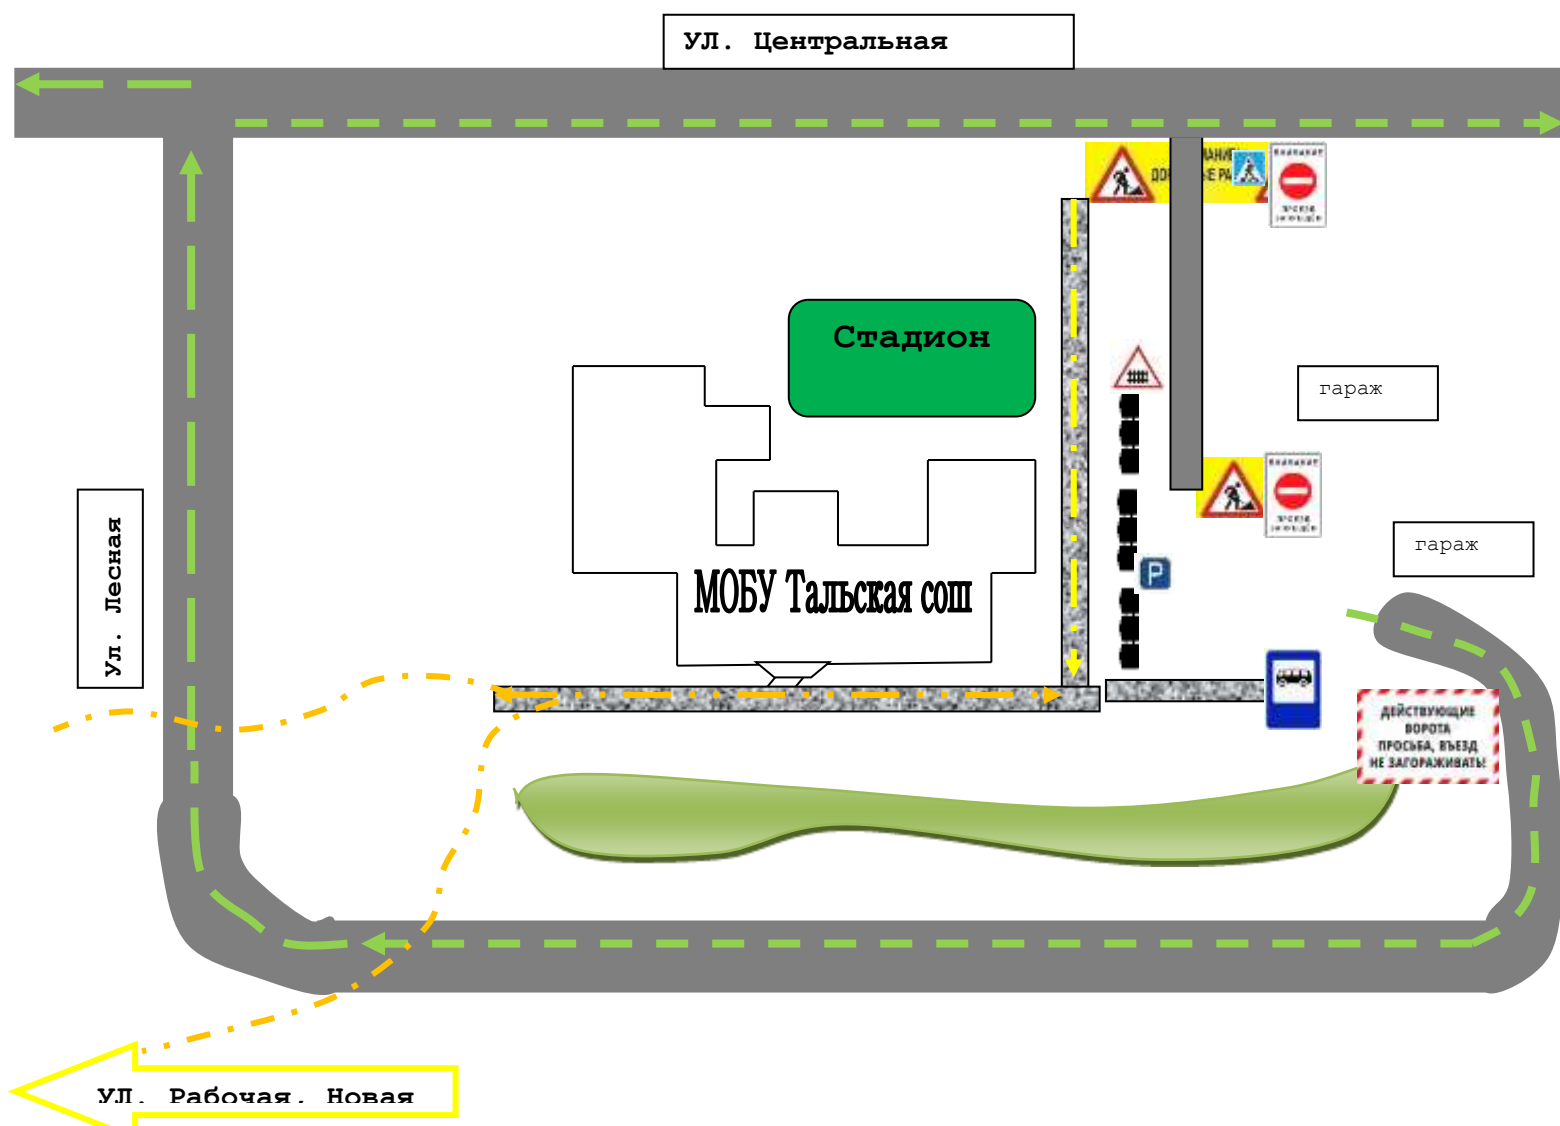 УЛ. Центральная
Стадион
гараж
Ул. Лесная
гараж
МОБУ Тальская сош
P
ДЕЙСТВУЮЩИЕ
ВОРОТА
ПРОСЬБА, ВЪЕЗД
НЕ ЗАГОРАЖИВАТЬ!
УЛ. Рабочая, Новая